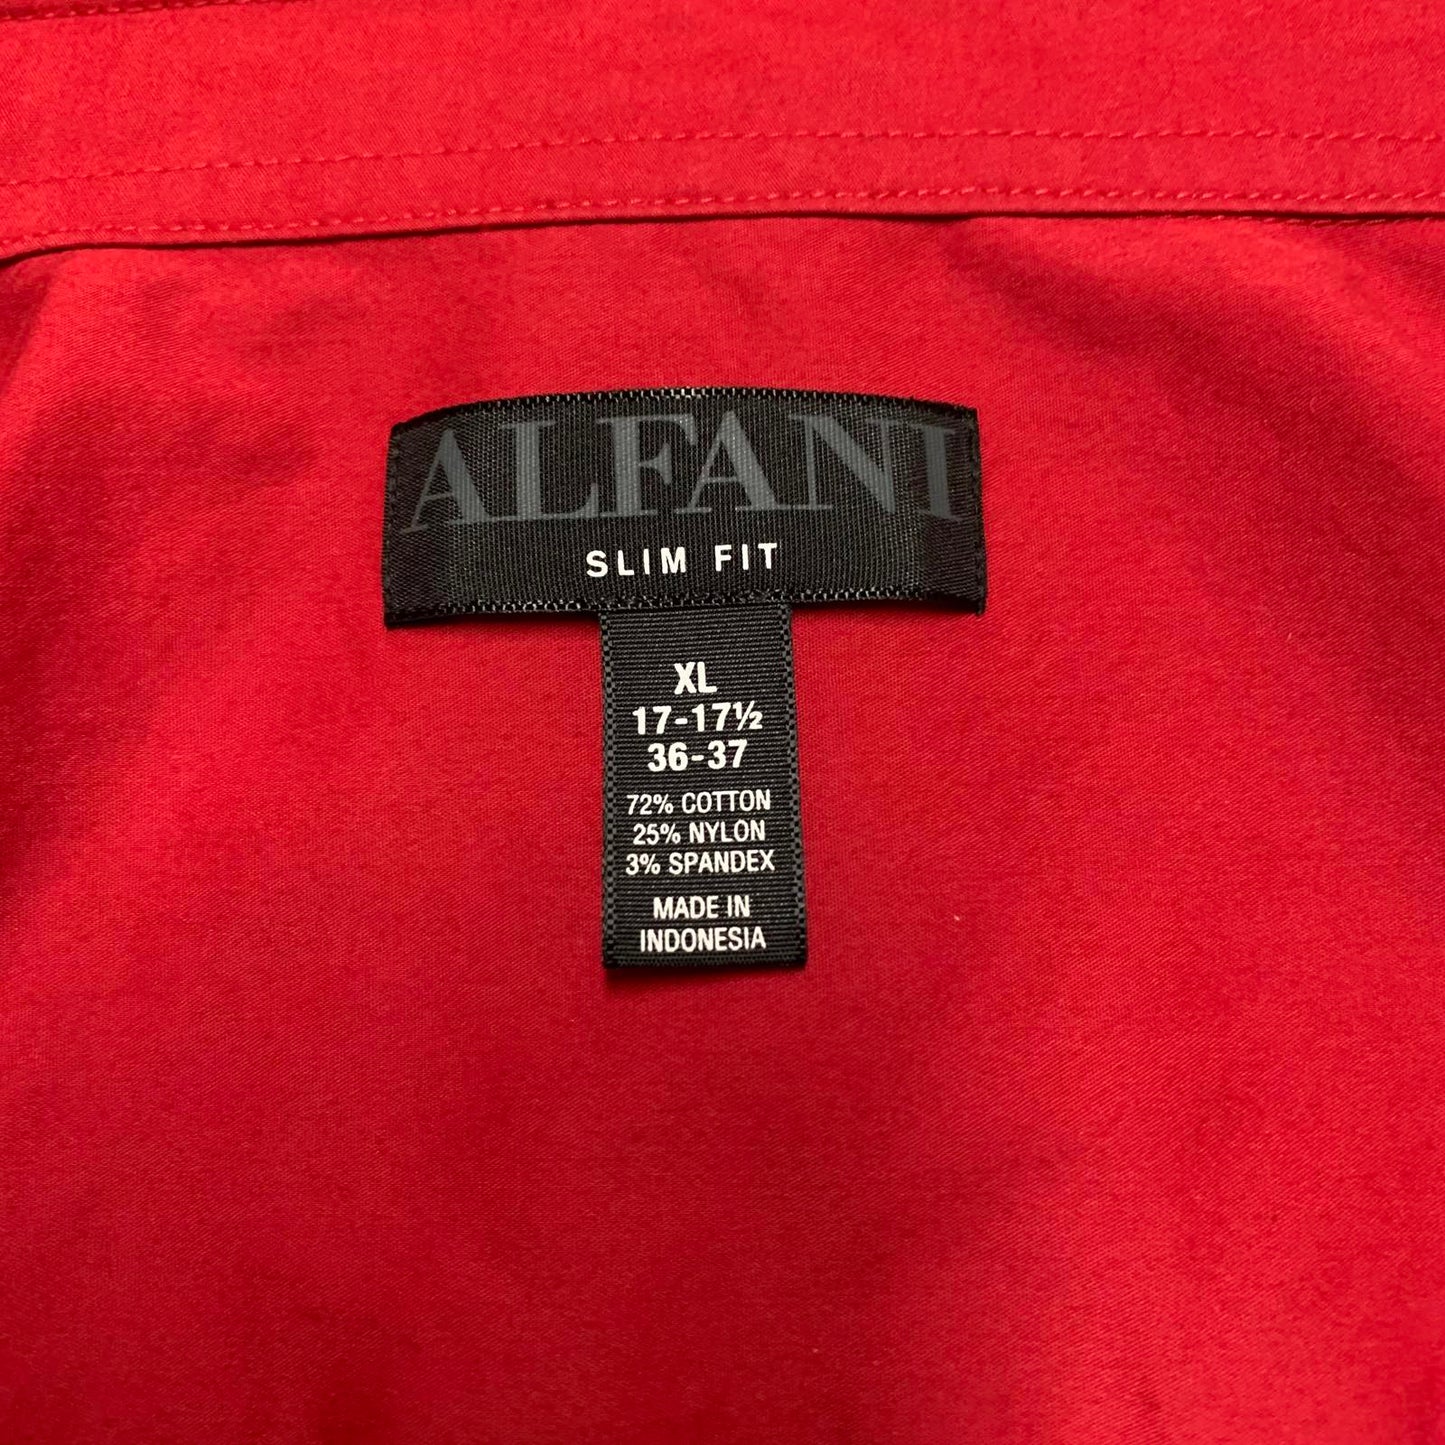 ALFANI
SLIM FIT
XL
17-17½
36-37
72% COTTON
25% NYLON
3% SPANDEX
MADE IN
INDONESIA